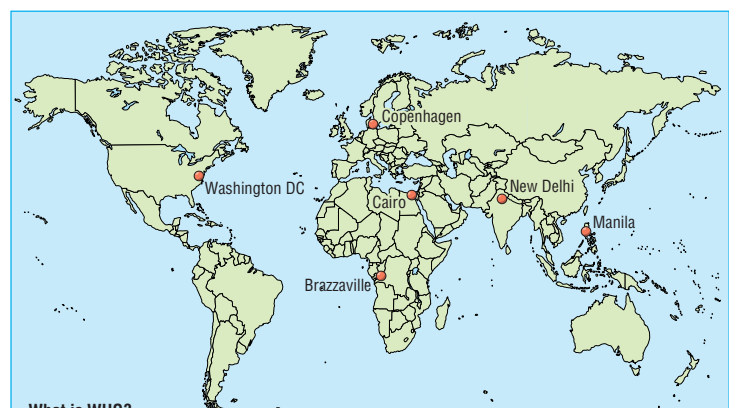 Copenhagen
Washington DC
Cairo
New Delhi
Manila
Brazzaville
What is WHO?